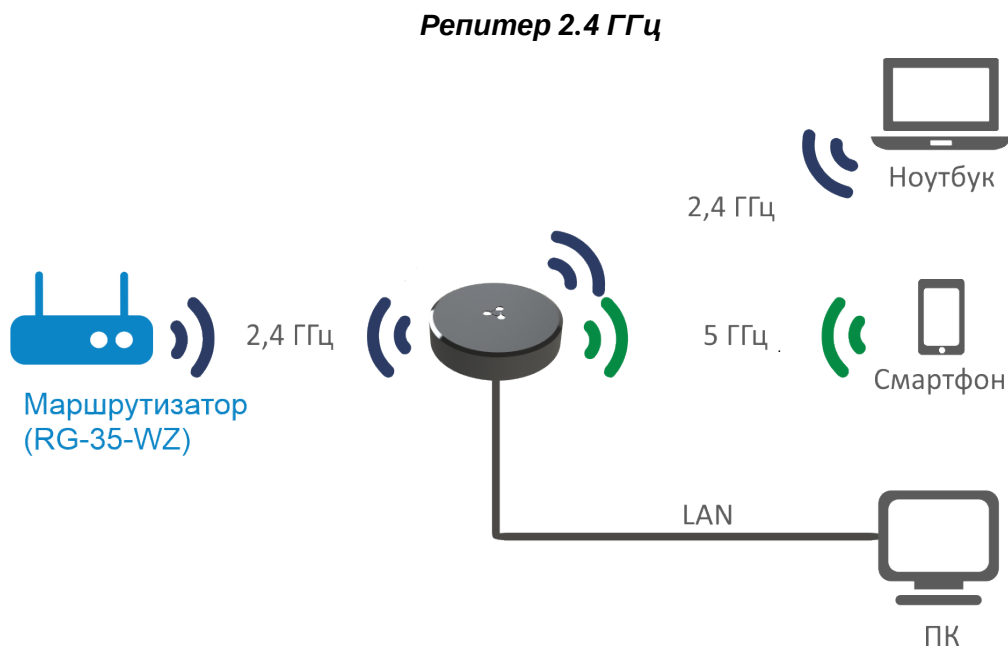 Репитер 2.4 ГГц
Ноутбук
2,4 ГГц
2,4 ГГц
5 ГГц
Смартфон
Маршрутизатор
(RG-35-WZ)
LAN
ПК